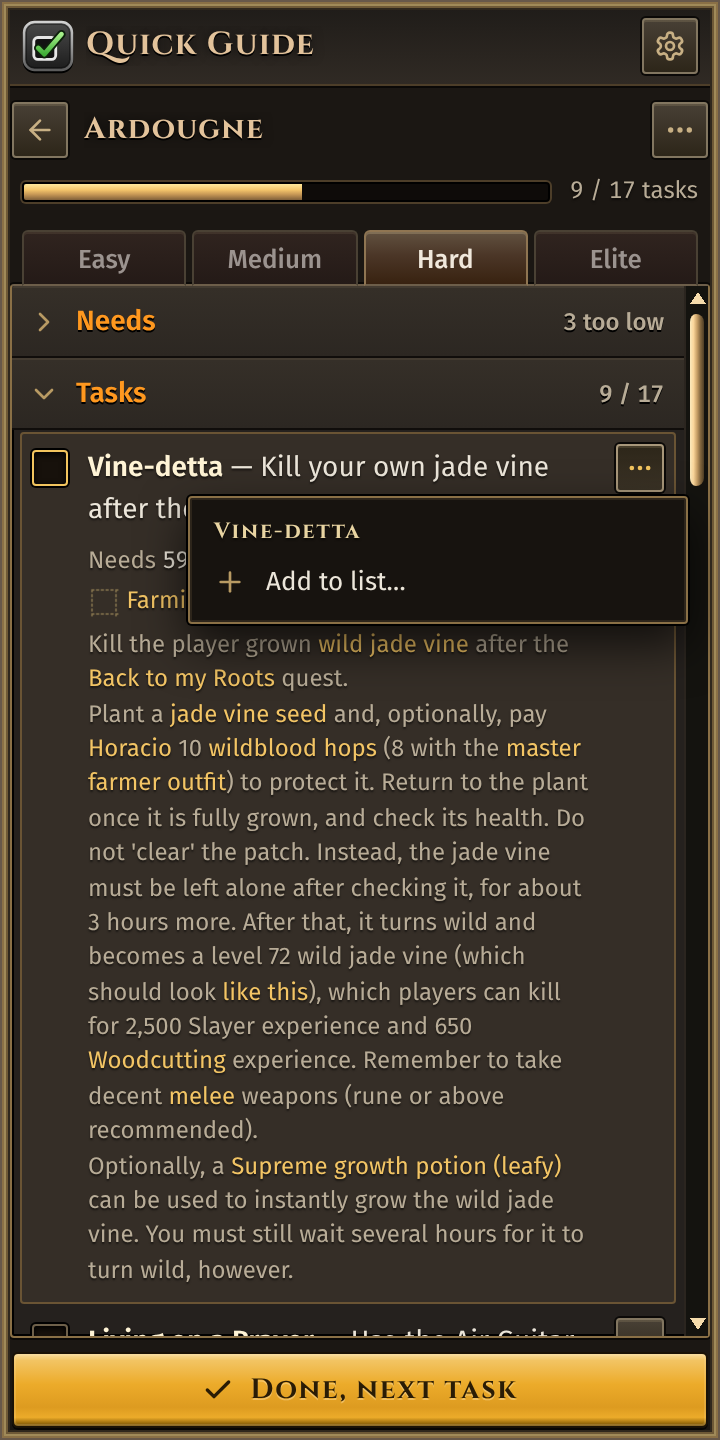 Quick Guide
Ardougne
9 / 17 tasks
Easy Medium Hard Elite
Needs 3 too low
Tasks 9 / 17
Vine-detta — Kill your own jade vine
after the
Vine-detta
Needs 59
Add to list...
Farmi
Kill the player grown wild jade vine after the
Back to my Roots quest.
Plant a jade vine seed and, optionally, pay
Horacio 10 wildblood hops (8 with the master
farmer outfit) to protect it. Return to the plant
once it is fully grown, and check its health. Do
not 'clear' the patch. Instead, the jade vine
must be left alone after checking it, for about
3 hours more. After that, it turns wild and
becomes a level 72 wild jade vine (which
should look like this), which players can kill
for 2,500 Slayer experience and 650
Woodcutting experience. Remember to take
decent melee weapons (rune or above
recommended).
Optionally, a Supreme growth potion (leafy)
can be used to instantly grow the wild jade
vine. You must still wait several hours for it to
turn wild, however.
Living on a Prayer — Use the Air Guitar
Done, next task